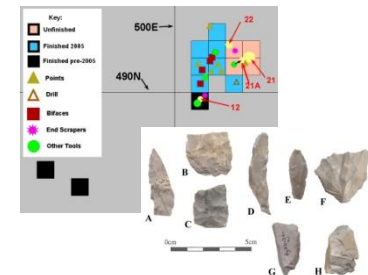 Key:
Unfinished
Finished 2005
Finished pre-2005
Points
Drill
Bifaces
End Scrapers
Other Tools
500E
490N
22
21
21A
12
A
B
C
D
E
F
G
H
0cm
5cm